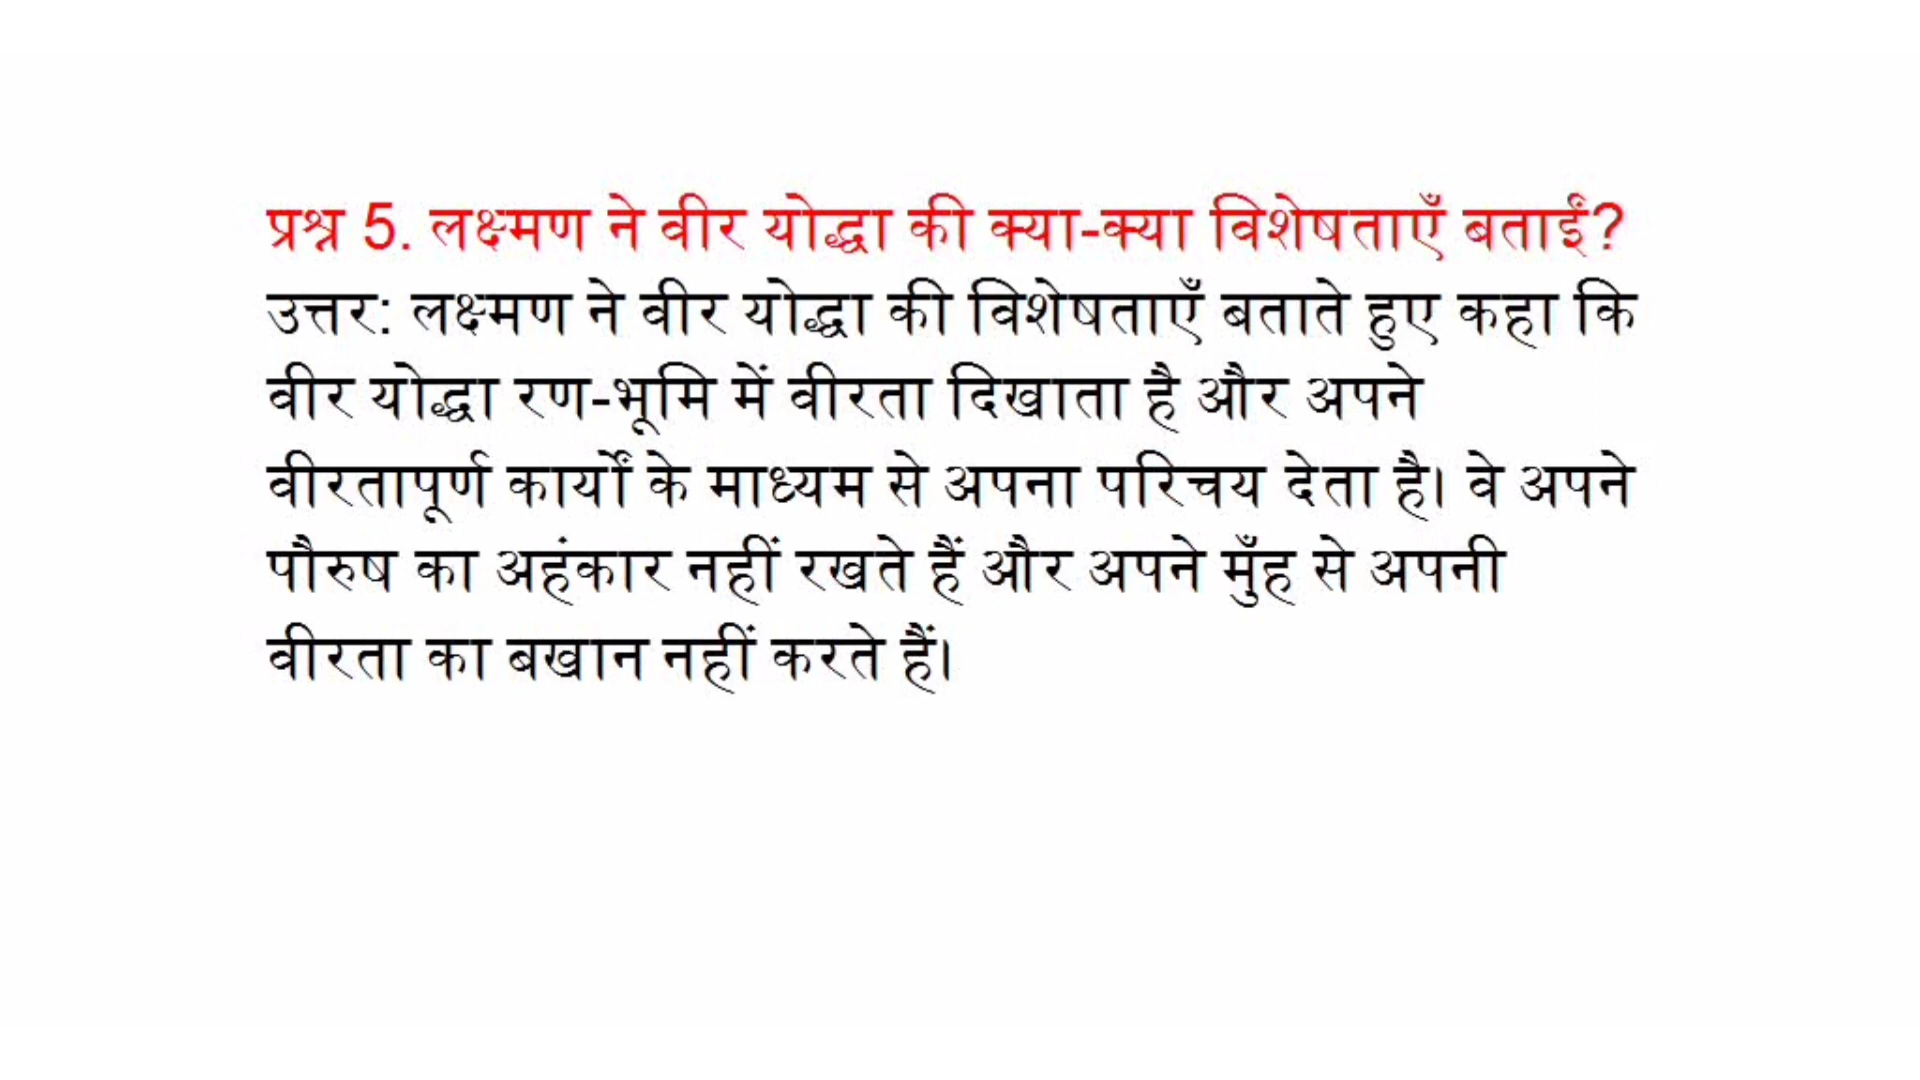 प्रश्न 5. लक्ष्मण ने वीर योद्धा की क्या-क्या विशेषताएँ बताईं?
उत्तर: लक्ष्मण ने वीर योद्धा की विशेषताएँ बताते हुए कहा कि
वीर योद्धा रण-भूमि में वीरता दिखाता है और अपने
वीरतापूर्ण कार्यों के माध्यम से अपना परिचय देता है। वे अपने
पौरुष का अहंकार नहीं रखते हैं और अपने मुँह से अपनी
वीरता का बखान नहीं करते हैं।